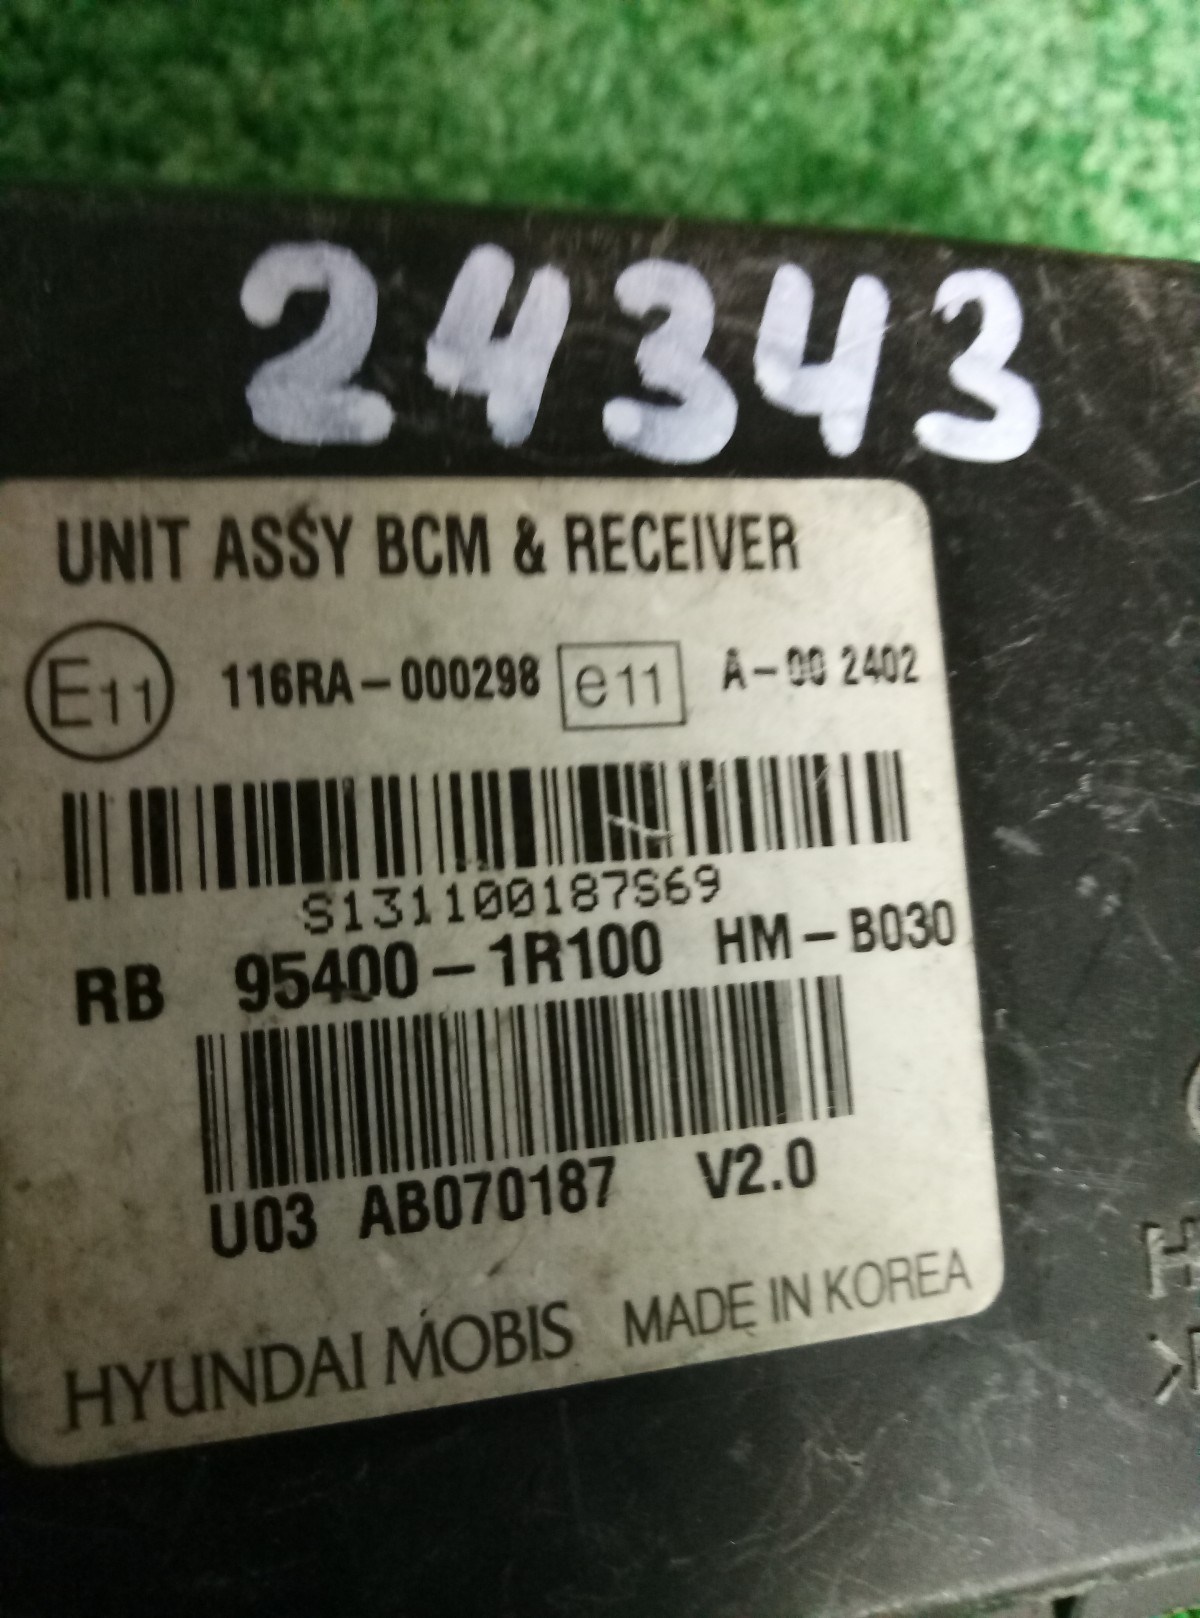 24343
UNIT ASSY BCM & RECEIVER
E11 116RA-000298 e11 A-00 2402
S131100187S69
RB 95400-1R100 HM-B030
U03 AB070187 V2.0
HYUNDAI MOBIS MADE IN KOREA